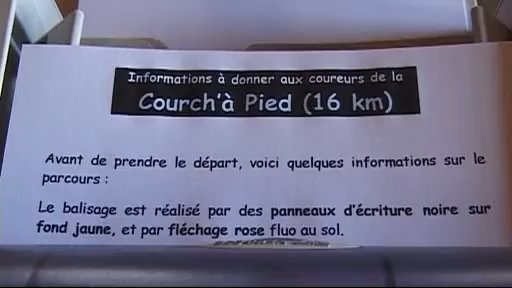 Informations à donner aux coureurs de la
Courch'à Pied (16 km)
Avant de prendre le départ, voici quelques informations sur le
parcours :
Le balisage est réalisé par des panneaux d'écriture noire sur
fond jaune, et par fléchage rose fluo au sol.